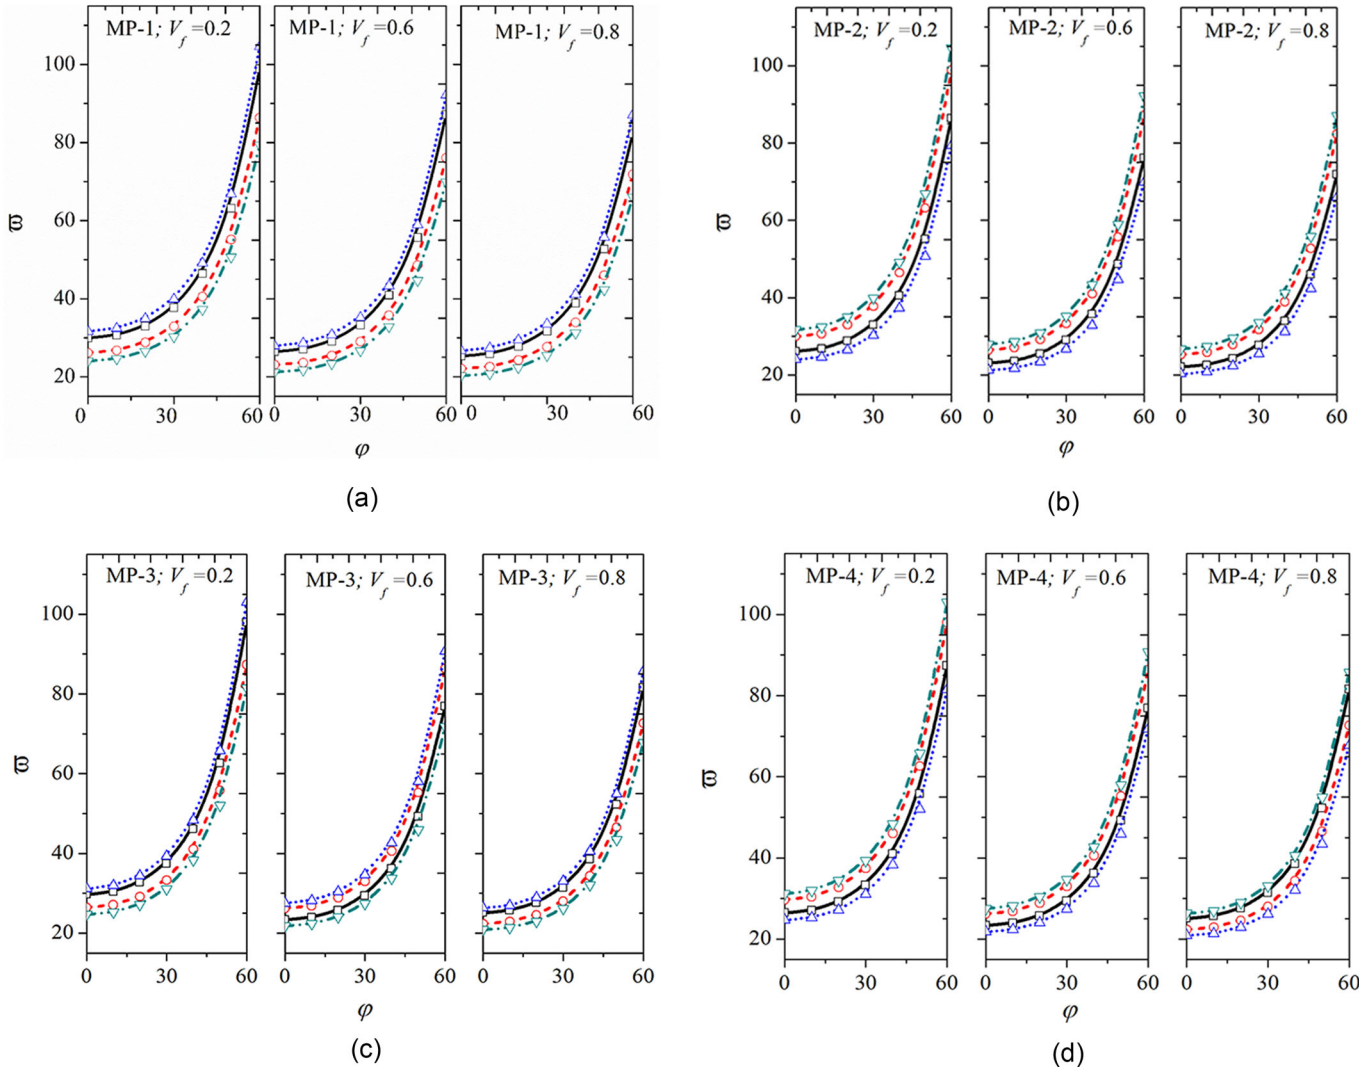 MP-1; V_f=0.2
MP-1; V_f=0.6
MP-1; V_f=0.8
100
80
60
40
20
ϖ
0 30 60
0 30 60
0 30 60
φ
(a)
MP-2; V_f=0.2
MP-2; V_f=0.6
MP-2; V_f=0.8
100
80
60
40
20
ϖ
0 30 60
0 30 60
0 30 60
φ
(b)
MP-3; V_f=0.2
MP-3; V_f=0.6
MP-3; V_f=0.8
100
80
60
40
20
ϖ
0 30 60
0 30 60
0 30 60
φ
(c)
MP-4; V_f=0.2
MP-4; V_f=0.6
MP-4; V_f=0.8
100
80
60
40
20
ϖ
0 30 60
0 30 60
0 30 60
φ
(d)